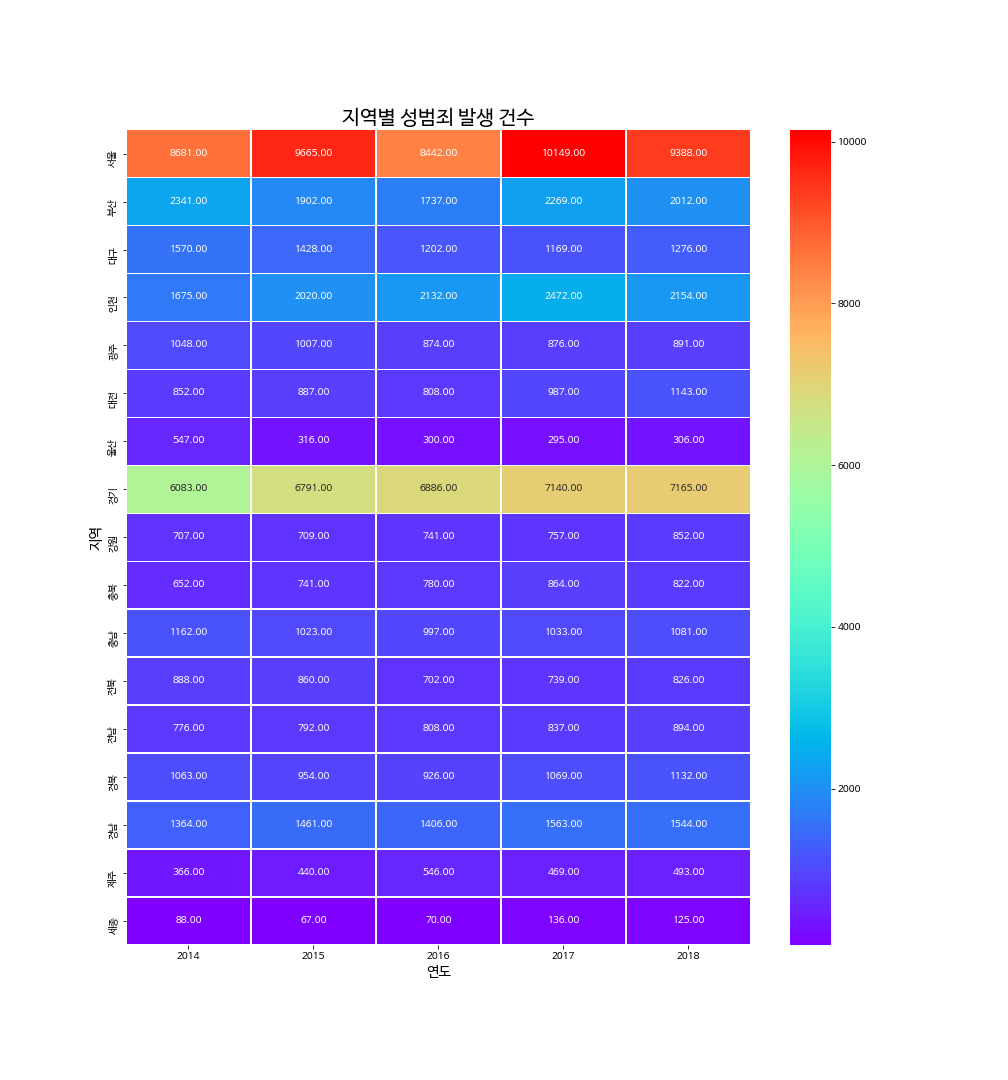 지역별 성범죄 발생 건수
서울 8681.00 9665.00 8442.00 10149.00 9388.00
부산 2341.00 1902.00 1737.00 2269.00 2012.00
대구 1570.00 1428.00 1202.00 1169.00 1276.00
인천 1675.00 2020.00 2132.00 2472.00 2154.00
광주 1048.00 1007.00 874.00 876.00 891.00
대전 852.00 887.00 808.00 987.00 1143.00
울산 547.00 316.00 300.00 295.00 306.00
경기 6083.00 6791.00 6886.00 7140.00 7165.00
강원 707.00 709.00 741.00 757.00 852.00
충북 652.00 741.00 780.00 864.00 822.00
충남 1162.00 1023.00 997.00 1033.00 1081.00
전북 888.00 860.00 702.00 739.00 826.00
전남 776.00 792.00 808.00 837.00 894.00
경북 1063.00 954.00 926.00 1069.00 1132.00
경남 1364.00 1461.00 1406.00 1563.00 1544.00
제주 366.00 440.00 546.00 469.00 493.00
세종 88.00 67.00 70.00 136.00 125.00
지역
2014 2015 2016 2017 2018
연도
10000
8000
6000
4000
2000